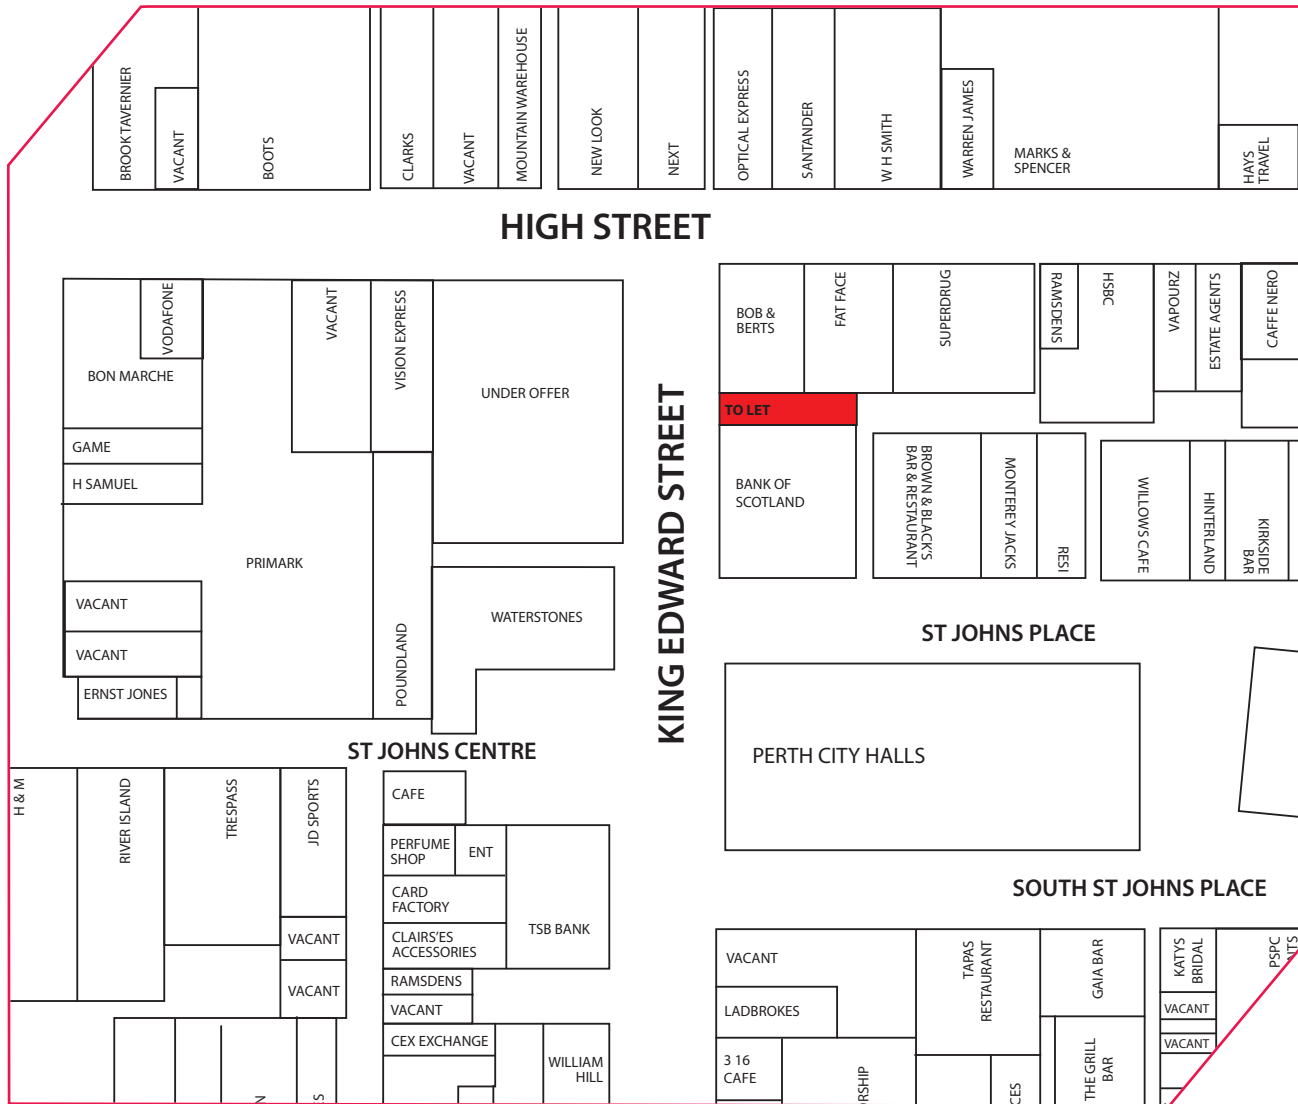 BROOK TAVERNIER
VACANT
BOOTS
CLARKS
VACANT
MOUNTAIN WAREHOUSE
NEW LOOK
NEXT
OPTICAL EXPRESS
SANTANDER
W H SMITH
WARREN JAMES
MARKS &
SPENCER
HAYS
TRAVEL
HIGH STREET
VODAFONE
BON MARCHE
GAME
H SAMUEL
VACANT
VISION EXPRESS
UNDER OFFER
PRIMARK
VACANT
VACANT
ERNST JONES
POUNDLAND
WATERSTONES
KING EDWARD STREET
BOB &
BERTS
FAT FACE
SUPERDRUG
RAMSDENS
HSBC
VAPOURZ
ESTATE AGENTS
CAFFE NERO
TO LET
BANK OF
SCOTLAND
BROWN & BLACK'S
BAR & RESTAURANT
MONTEREY JACKS
RESI
WILLOWS CAFE
HINTERLAND
KIRKSIDE
BAR
ST JOHNS PLACE
PERTH CITY HALLS
SOUTH ST JOHNS PLACE
ST JOHNS CENTRE
H & M
RIVER ISLAND
TRESPASS
JD SPORTS
VACANT
VACANT
CAFE
PERFUME
SHOP
ENT
CARD
FACTORY
CLAIRS'ES
ACCESSORIES
TSB BANK
RAMSDENS
VACANT
CEX EXCHANGE
WILLIAM
HILL
VACANT
LADBROKES
3 16
CAFE
TAPAS
RESTAURANT
GAIA BAR
THE GRILL
BAR
KATYS
BRIDAL
VACANT
VACANT
PSPC